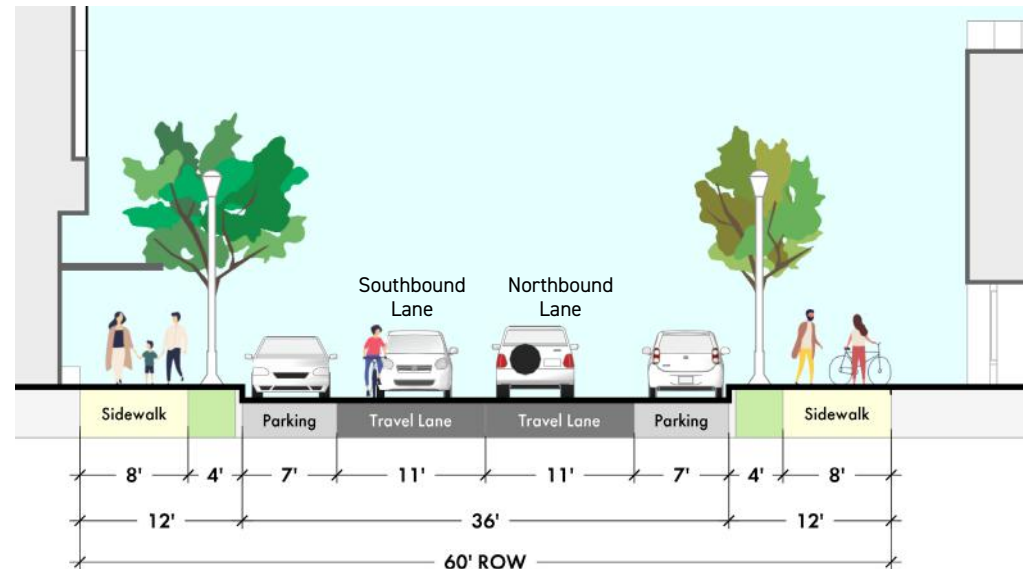 Southbound
Lane
Northbound
Lane
Sidewalk
Parking
Travel Lane
Travel Lane
Parking
Sidewalk
8'
4'
7'
11'
11'
7'
4'
8'
12'
36'
12'
60' ROW